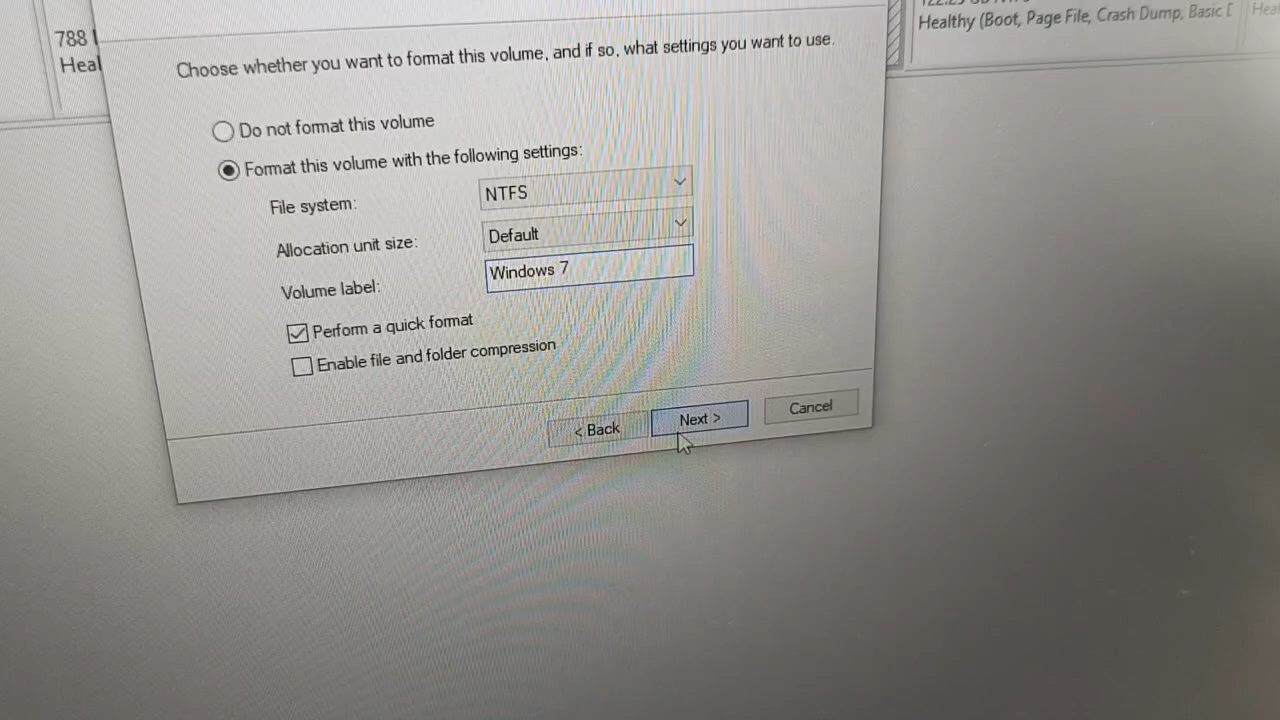 788
Healthy (Boot, Page File, Crash Dump, Basic
Heal
Choose whether you want to format this volume, and if so, what settings you want to use.
Do not format this volume
Format this volume with the following settings:
File system: NTFS
Allocation unit size: Default
Volume label: Windows 7
Perform a quick format
Enable file and folder compression
< Back Next > Cancel